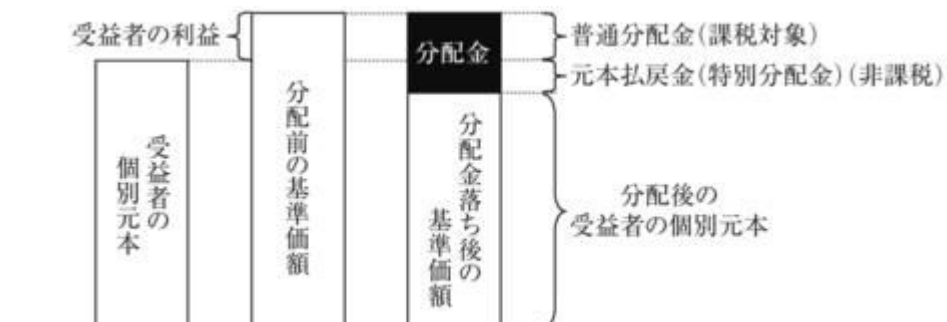 受益者の利益
分配金
普通分配金(課税対象)
元本払戻金(特別分配金)(非課税)
受益者の
個別元本
分配前の基準価額
分配金落ち後の
基準価額
分配後の
受益者の個別元本